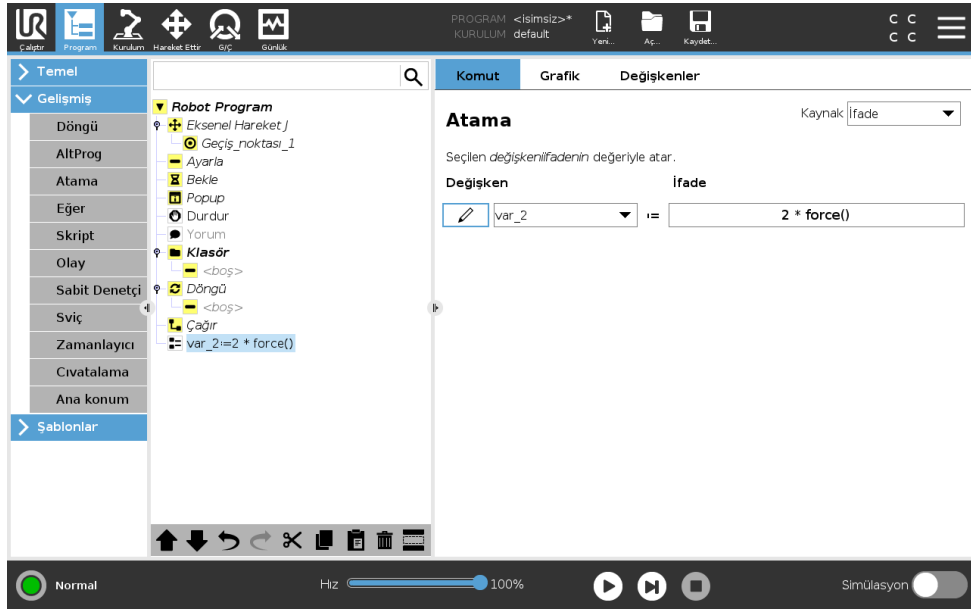 UR
Çalıştır
Program
Kurulum
Hareket Ettir
G/Ç
Günlük
PROGRAM <isimsiz>*
KURULUM default
Yeni...
Aç...
Kaydet...
C C
C C
Temel
Gelişmiş
Döngü
AltProg
Atama
Eğer
Skript
Olay
Sabit Denetçi
Sviç
Zamanlayıcı
Cıvatalama
Ana konum
Şablonlar
Robot Program
Eksenel Hareket J
Geçiş_noktası_1
Ayarla
Bekle
Popup
Durdur
Yorum
Klasör
<boş>
Döngü
<boş>
Çağır
var_2≔2 * force()
Komut Grafik Değişkenler
Atama
Kaynak İfade
Seçilen değişkeniifadenin değeriyle atar.
Değişken İfade
var_2 ≔ 2 * force()
Normal
Hız 100%
Simülasyon